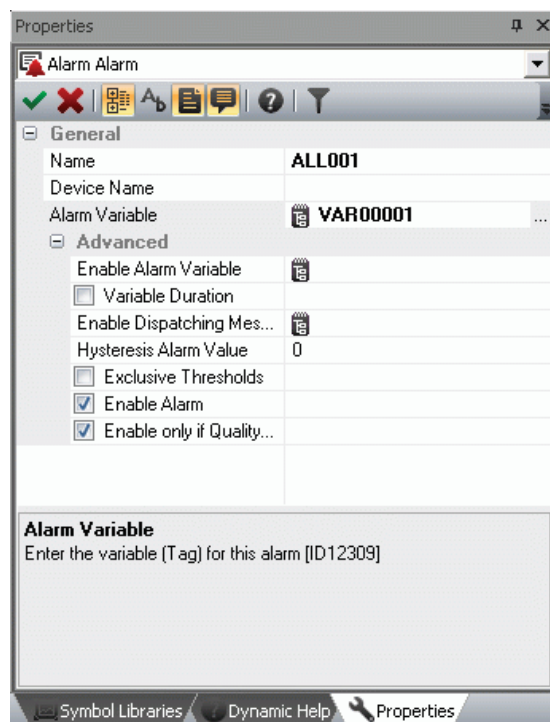 Properties
Alarm Alarm
General
Name ALL001
Device Name
Alarm Variable VAR00001 ...
Advanced
Enable Alarm Variable
Variable Duration
Enable Dispatching Mes...
Hysteresis Alarm Value 0
Exclusive Thresholds
Enable Alarm
Enable only if Quality...
Alarm Variable
Enter the variable (Tag) for this alarm [ID12309]
Symbol Libraries Dynamic Help Properties